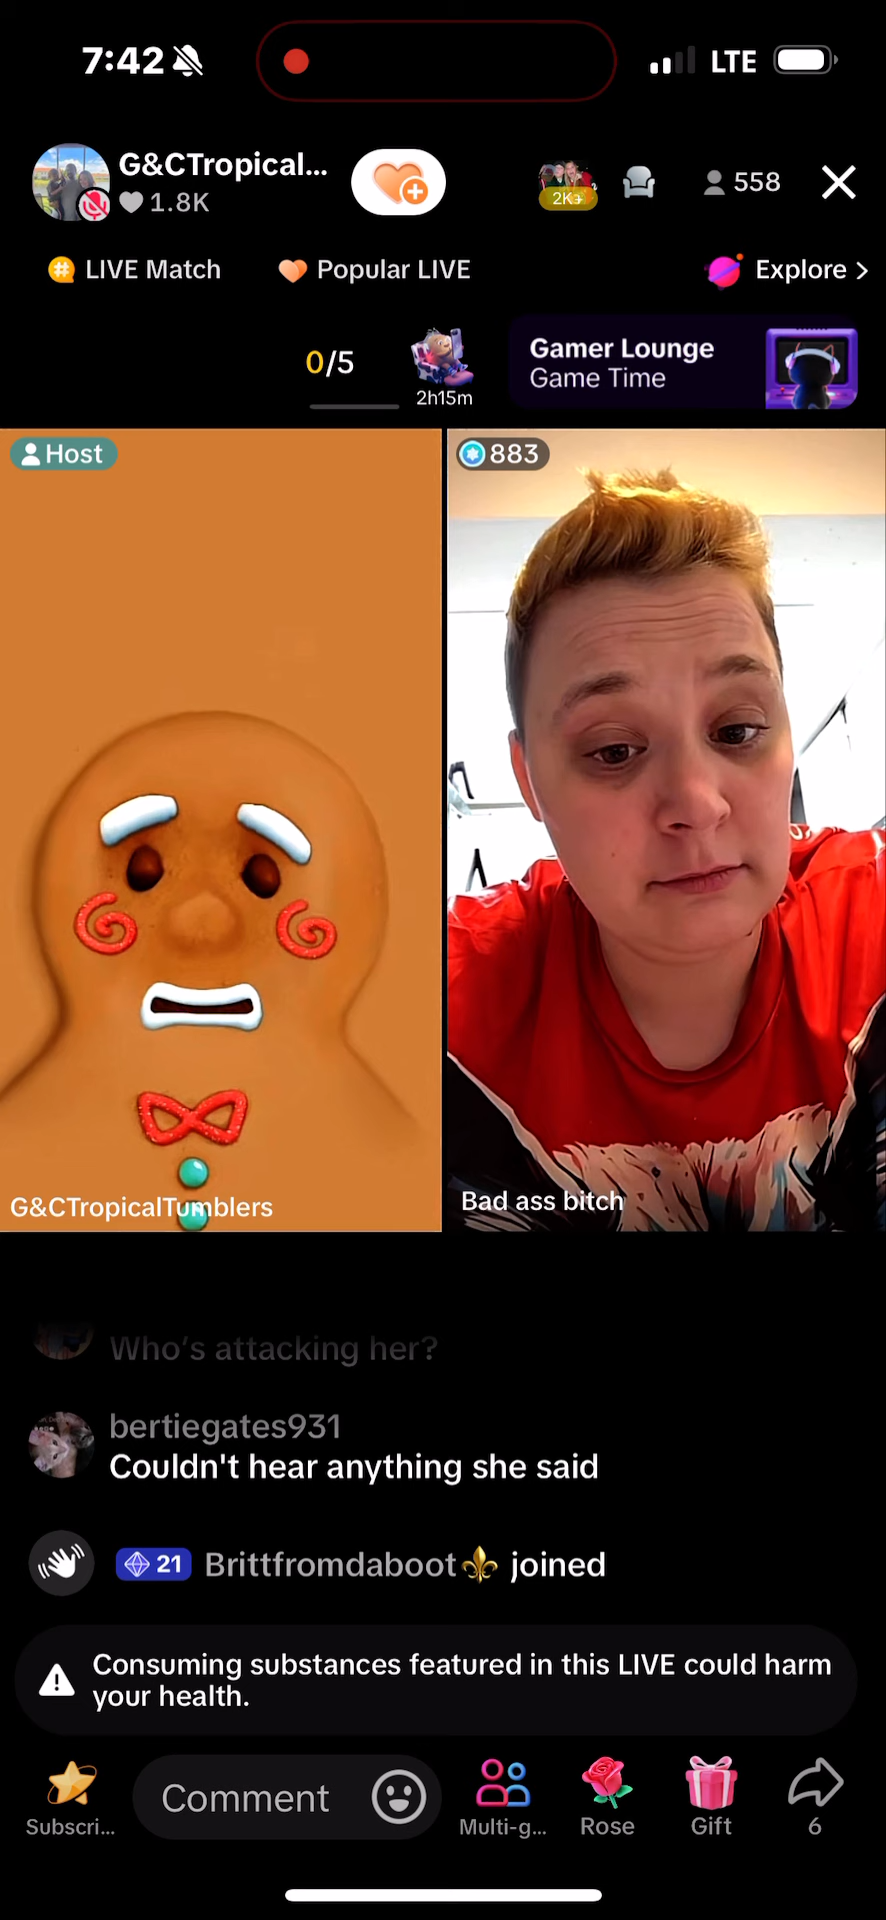 7:42
LTE
G&CTropical...
1.8K
2K+
558
LIVE Match
Popular LIVE
Explore >
0/5
2h15m
Gamer Lounge
Game Time
Host
883
G&CTropicalTumblers
Bad ass bitch
Who's attacking her?
bertiegates931
Couldn't hear anything she said
21 Brittfromdaboot⚜️ joined
Consuming substances featured in this LIVE could harm
your health.
Comment
Subscri...
Multi-g...
Rose
Gift
6